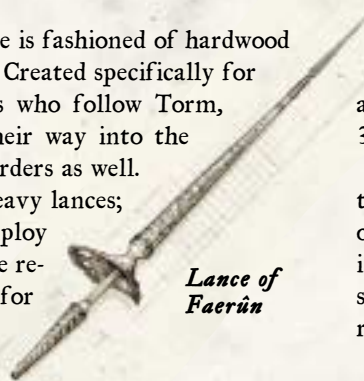 e is fashioned of hardwood
Created specifically for
s who follow Torm,
heir way into the
rders as well.
eavy lances;
ploy
e re-
for
Lance of
Faerûn
a
3
t
o
i
s
r